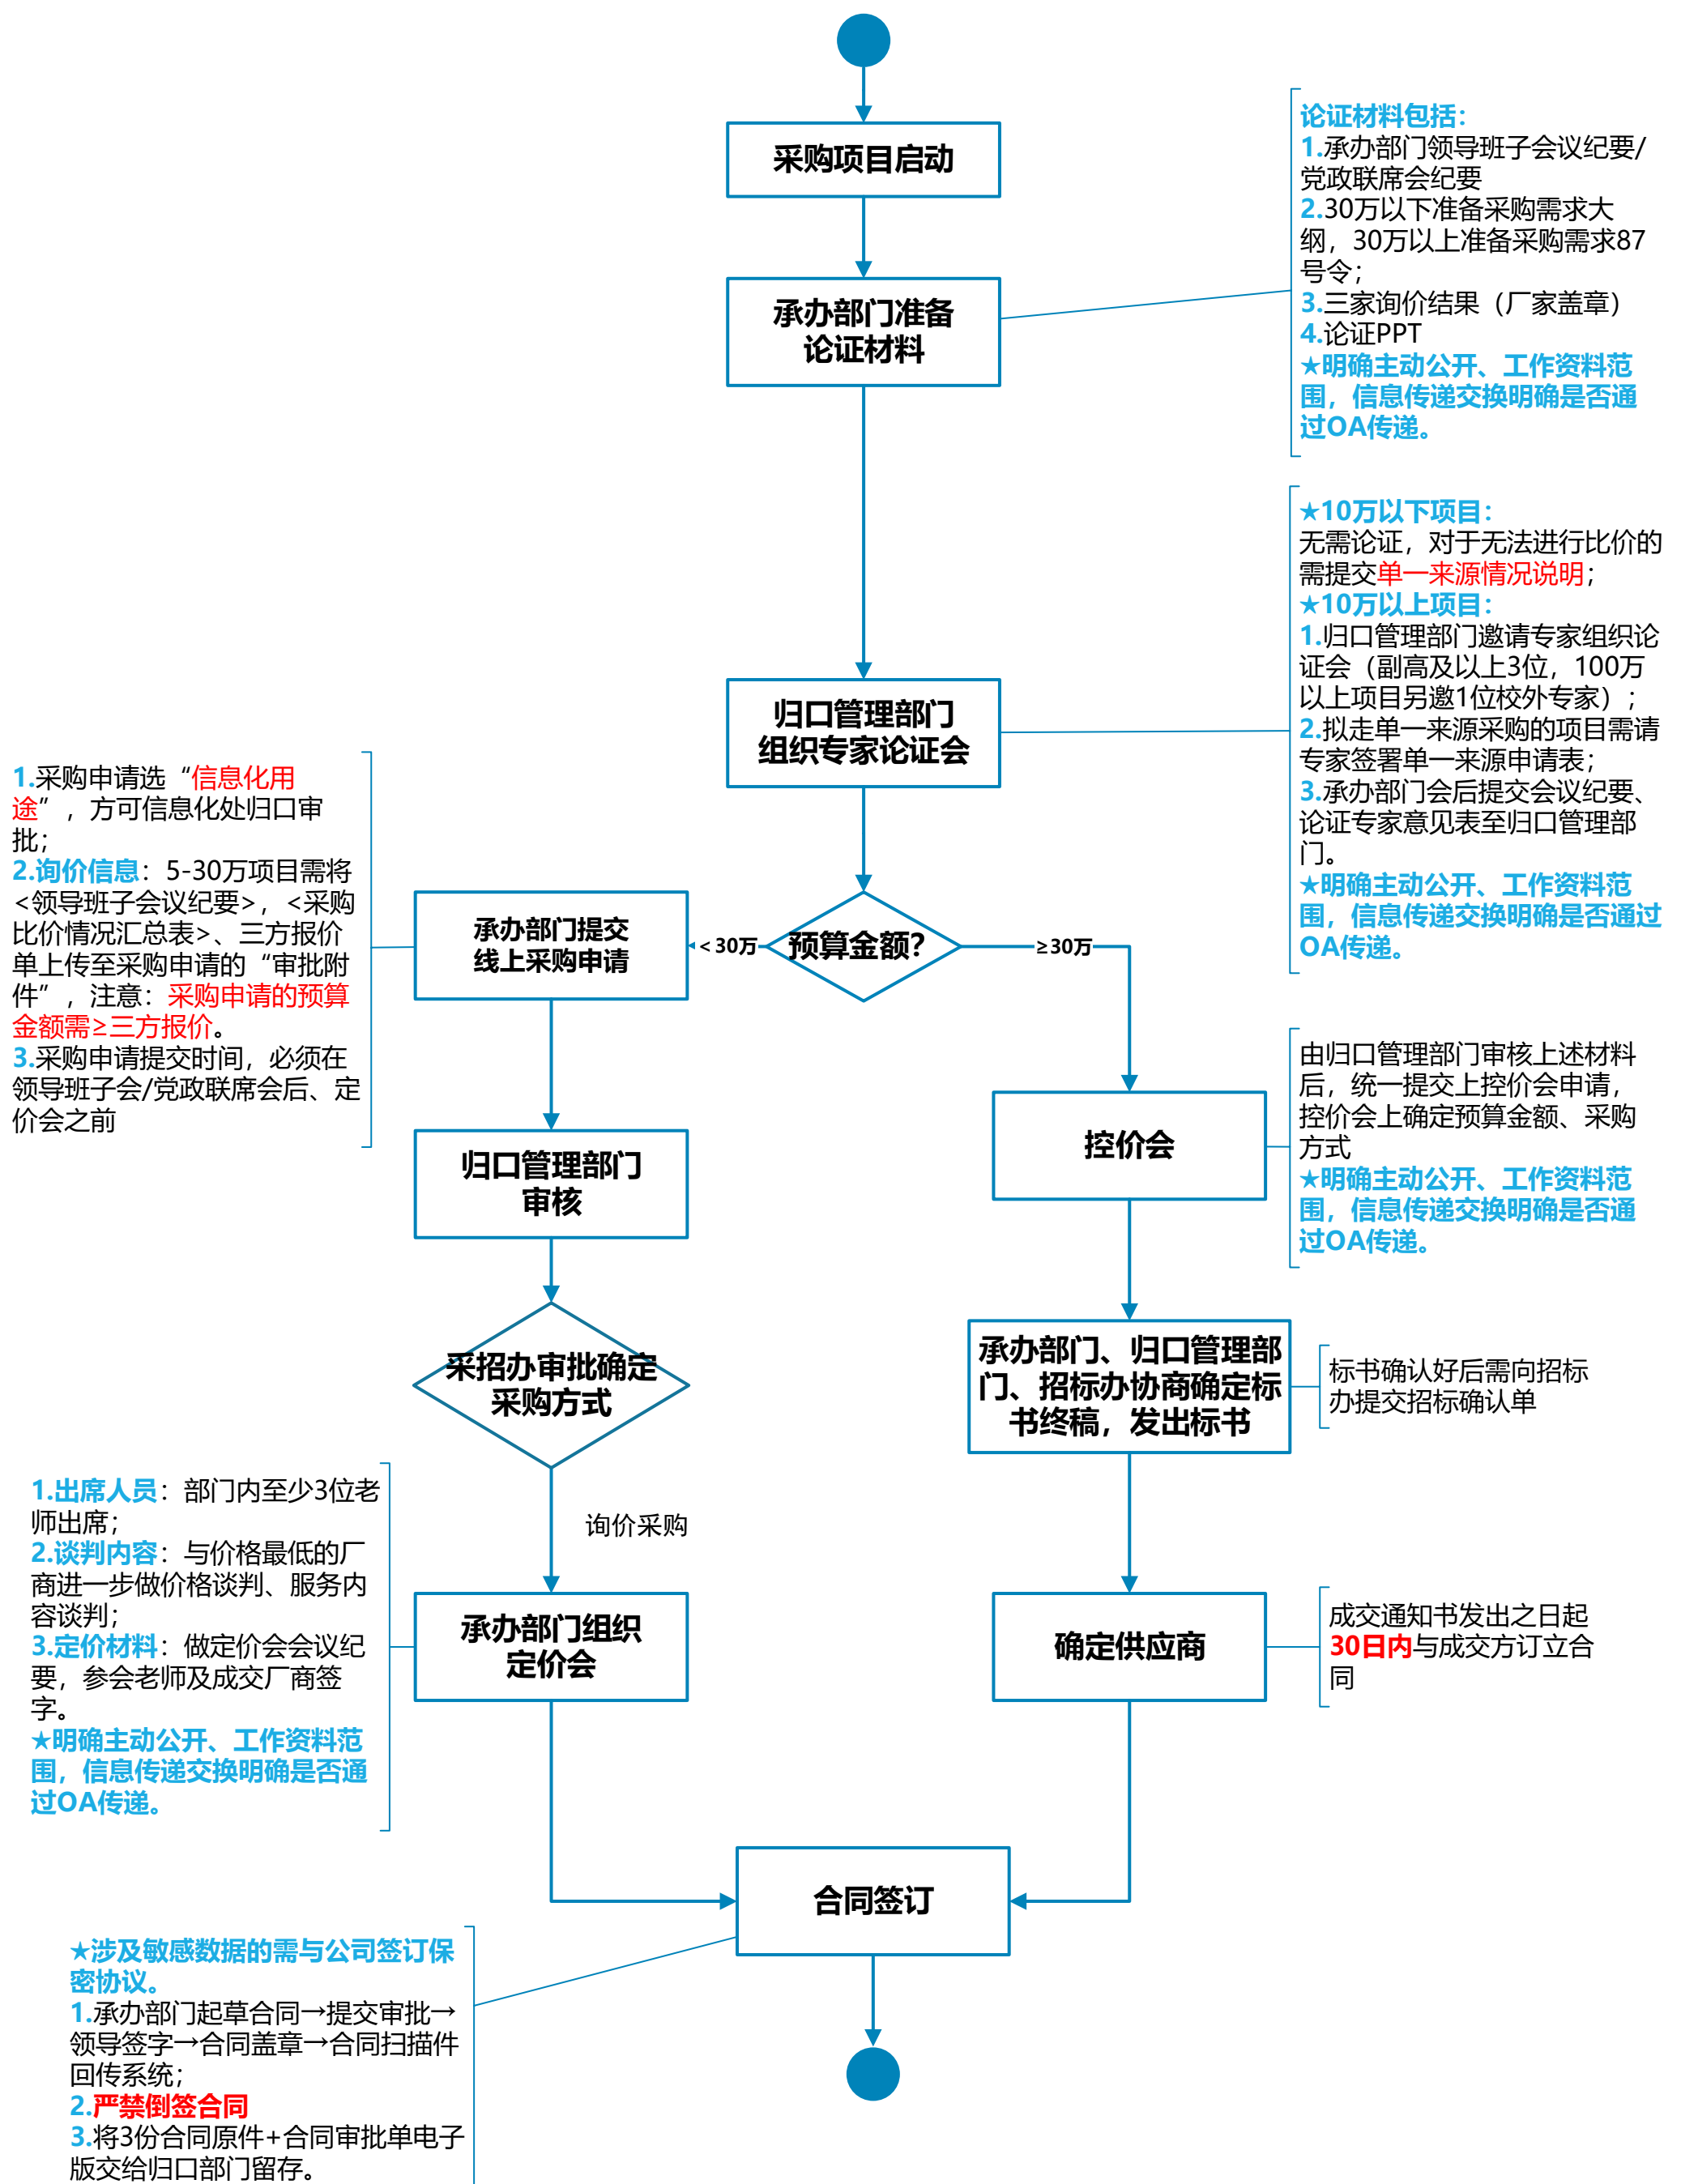 采购项目启动
论证材料包括：
1.承办部门领导班子会议纪要/
党政联席会纪要
2.30万以下准备采购需求大
纲，30万以上准备采购需求87
号令；
3.三家询价结果（厂家盖章）
4.论证PPT
★明确主动公开、工作资料范
围，信息传递交换明确是否通
过OA传递。
承办部门准备
论证材料
★10万以下项目：
无需论证，对于无法进行比价的
需提交单一来源情况说明；
★10万以上项目：
1.归口管理部门邀请专家组织论
证会（副高及以上3位，100万
以上项目另邀1位校外专家）；
2.拟走单一来源采购的项目需请
专家签署单一来源申请表；
3.承办部门会后提交会议纪要、
论证专家意见表至归口管理部
门。
★明确主动公开、工作资料范
围，信息传递交换明确是否通过
OA传递。
归口管理部门
组织专家论证会
1.采购申请选“信息化用
途”，方可信息化处归口审
批；
2.询价信息：5-30万项目需将
<领导班子会议纪要>，<采购
比价情况汇总表>、三方报价
单上传至采购申请的“审批附
件”，注意：采购申请的预算
金额需≥三方报价。
3.采购申请提交时间，必须在
领导班子会/党政联席会后、定
价会之前
承办部门提交
线上采购申请
＜30万
预算金额？
≥30万
由归口管理部门审核上述材料
后，统一提交上控价会申请，
控价会上确定预算金额、采购
方式
★明确主动公开、工作资料范
围，信息传递交换明确是否通
过OA传递。
控价会
归口管理部门
审核
采招办审批确定
采购方式
承办部门、归口管理部
门、招标办协商确定标
书终稿，发出标书
标书确认好后需向招标
办提交招标确认单
询价采购
1.出席人员：部门内至少3位老
师出席；
2.谈判内容：与价格最低的厂
商进一步做价格谈判、服务内
容谈判；
3.定价材料：做定价会会议纪
要，参会老师及成交厂商签
字。
★明确主动公开、工作资料范
围，信息传递交换明确是否通
过OA传递。
承办部门组织
定价会
确定供应商
成交通知书发出之日起
30日内与成交方订立合
同
合同签订
★涉及敏感数据的需与公司签订保
密协议。
1.承办部门起草合同→提交审批→
领导签字→合同盖章→合同扫描件
回传系统；
2.严禁倒签合同
3.将3份合同原件+合同审批单电子
版交给归口部门留存。